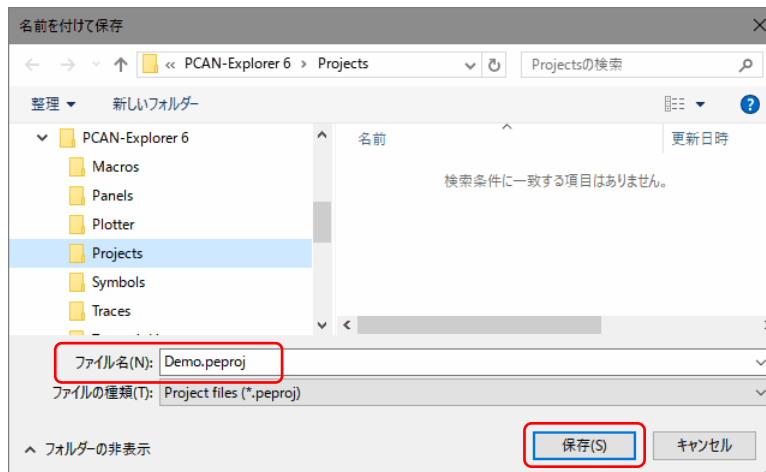 名前を付けて保存
« PCAN-Explorer 6 › Projects
Projectsの検索
整理
新しいフォルダー
PCAN-Explorer 6
Macros
Panels
Plotter
Projects
Symbols
Traces
名前
更新日時
検索条件に一致する項目はありません。
ファイル名(N): Demo.peproj
ファイルの種類(T): Project files (*.peproj)
フォルダーの非表示
保存(S)
キャンセル